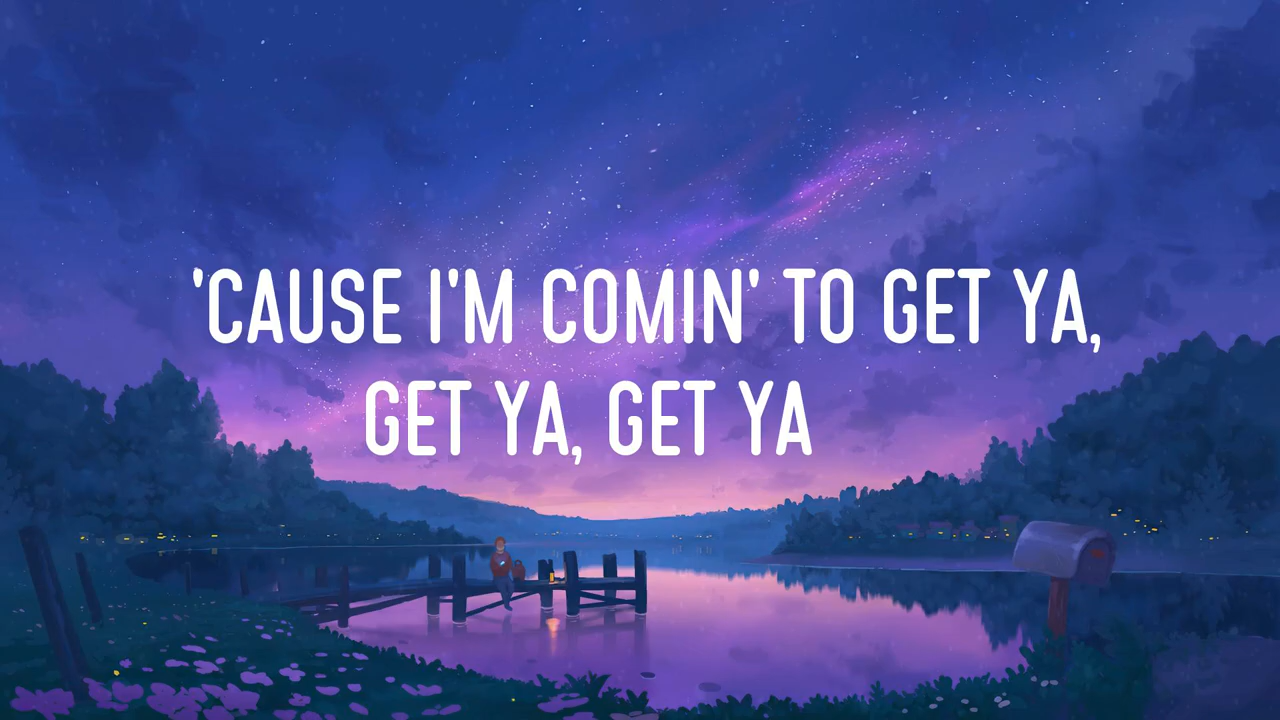 'CAUSE I'M COMIN' TO GET YA,
GET YA, GET YA